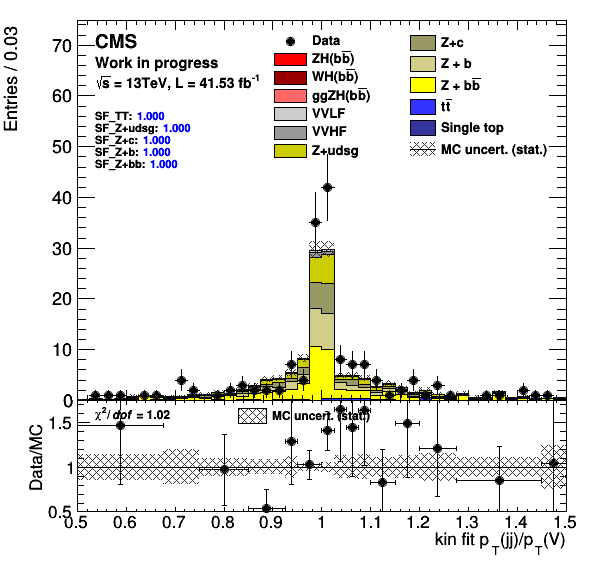 CMS
Work in progress
√s = 13TeV, L = 41.53 fb⁻¹
SF_TT: 1.000
SF_Z+udsg: 1.000
SF_Z+c: 1.000
SF_Z+b: 1.000
SF_Z+bb: 1.000
Data
ZH(bb̅)
WH(bb̅)
ggZH(bb̅)
VVLF
VVHF
Z+udsg
Z+c
Z + b
Z + bb̅
tt̅
Single top
MC uncert. (stat.)
Entries / 0.03
70
60
50
40
30
20
10
0
χ²/dof = 1.02
MC uncert. (stat.)
Data/MC
1.5
1
0.5
0.5 0.6 0.7 0.8 0.9 1 1.1 1.2 1.3 1.4 1.5
kin fit p_T(jj)/p_T(V)